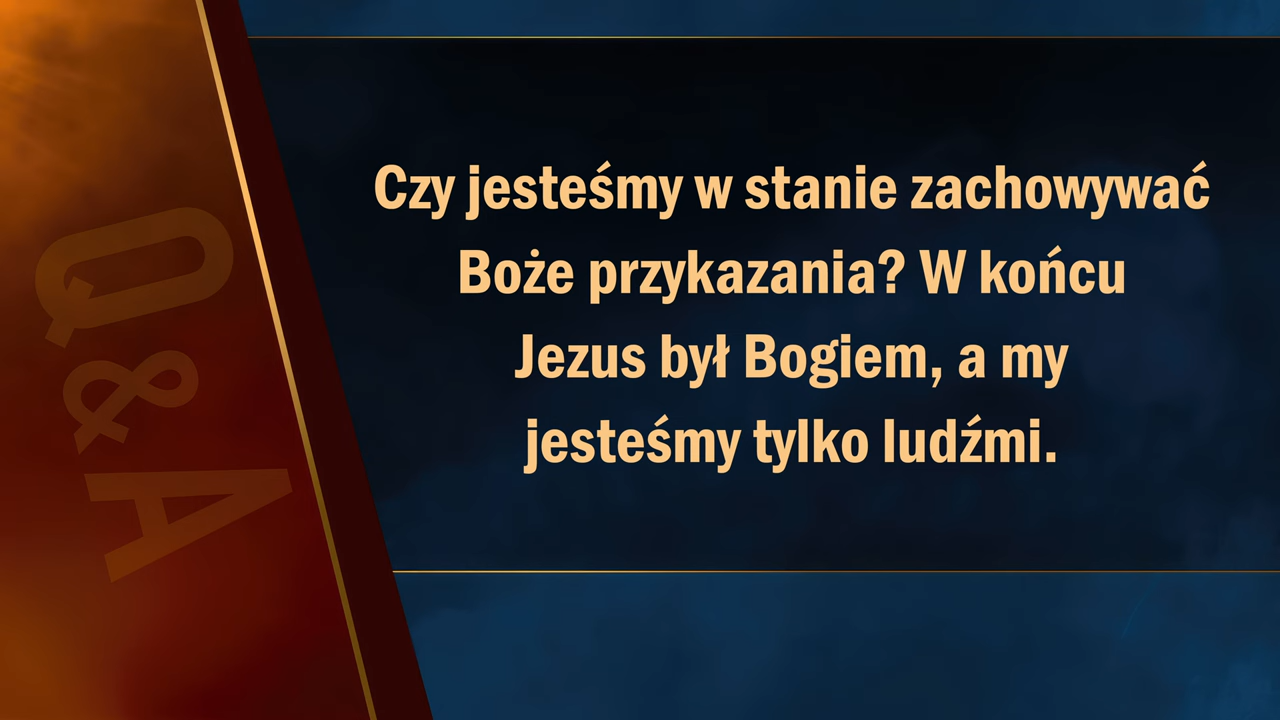 Q&A
Czy jesteśmy w stanie zachowywać
Boże przykazania? W końcu
Jezus był Bogiem, a my
jesteśmy tylko ludźmi.